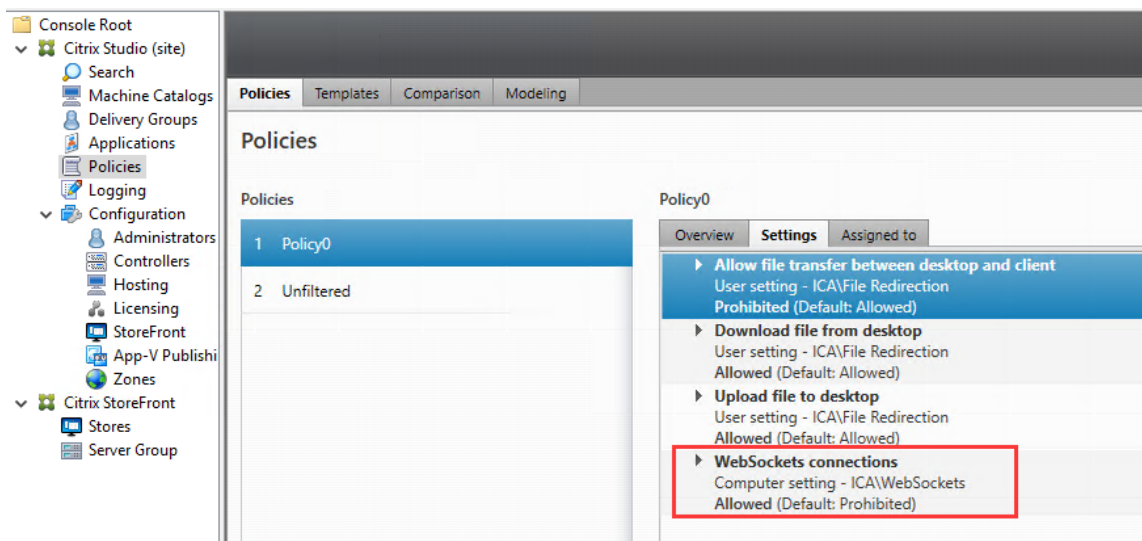 Console Root
Citrix Studio (site)
Search
Machine Catalogs
Delivery Groups
Applications
Policies
Logging
Configuration
Administrators
Controllers
Hosting
Licensing
StoreFront
App-V Publishi
Zones
Citrix StoreFront
Stores
Server Group
Policies Templates Comparison Modeling
Policies
Policies
1 Policy0
2 Unfiltered
Policy0
Overview Settings Assigned to
Allow file transfer between desktop and client
User setting - ICA\File Redirection
Prohibited (Default: Allowed)
Download file from desktop
User setting - ICA\File Redirection
Allowed (Default: Allowed)
Upload file to desktop
User setting - ICA\File Redirection
Allowed (Default: Allowed)
WebSockets connections
Computer setting - ICA\WebSockets
Allowed (Default: Prohibited)